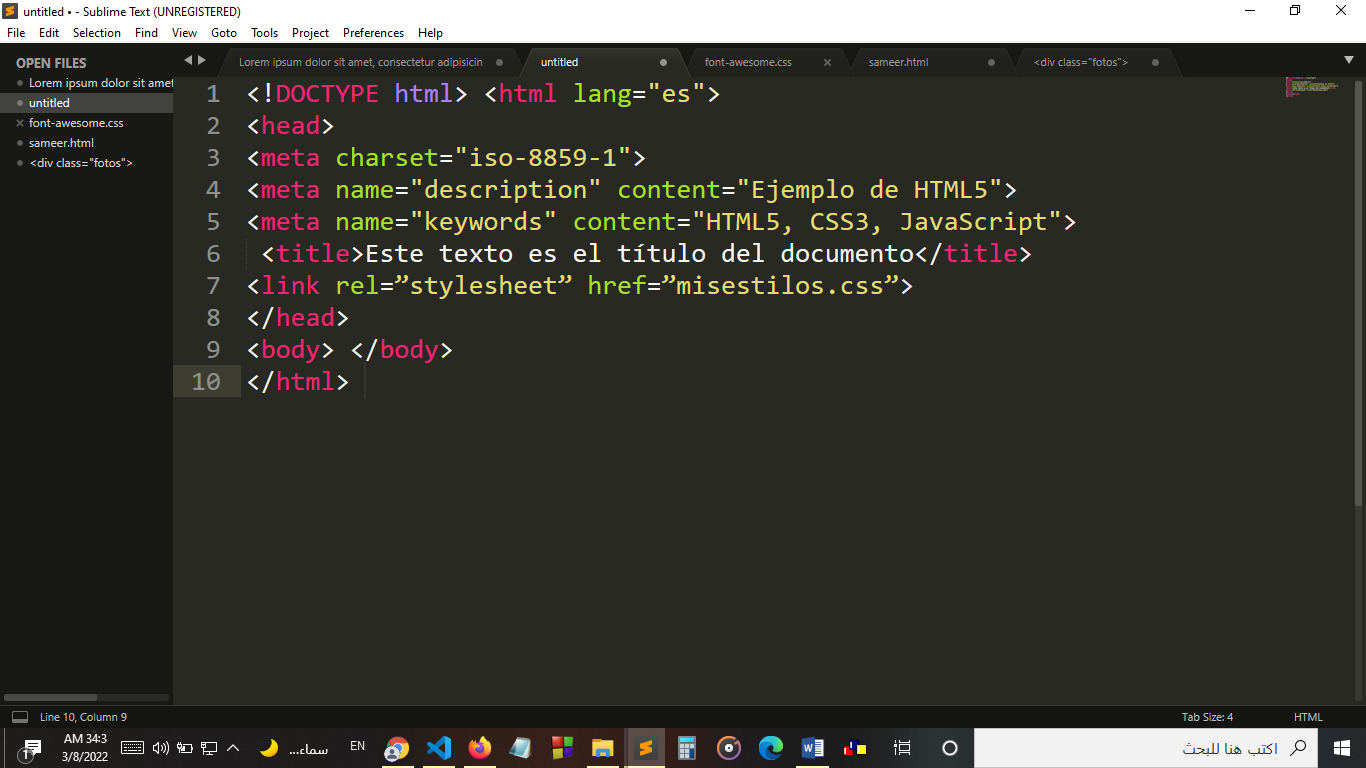 untitled • - Sublime Text (UNREGISTERED)
File Edit Selection Find View Goto Tools Project Preferences Help
OPEN FILES
Lorem ipsum dolor sit amet
untitled
font-awesome.css
sameer.html
<div class="fotos">
Lorem ipsum dolor sit amet, consectetur adipisicin
untitled
font-awesome.css
sameer.html
<div class="fotos">
1 <!DOCTYPE html> <html lang="es">
2 <head>
3 <meta charset="iso-8859-1">
4 <meta name="description" content="Ejemplo de HTML5">
5 <meta name="keywords" content="HTML5, CSS3, JavaScript">
6 <title>Este texto es el título del documento</title>
7 <link rel=”stylesheet” href=”misestilos.css”>
8 </head>
9 <body> </body>
10 </html>
Line 10, Column 9
Tab Size: 4
HTML
AM 34:3
3/8/2022
1
سماء...
EN
اكتب هنا للبحث